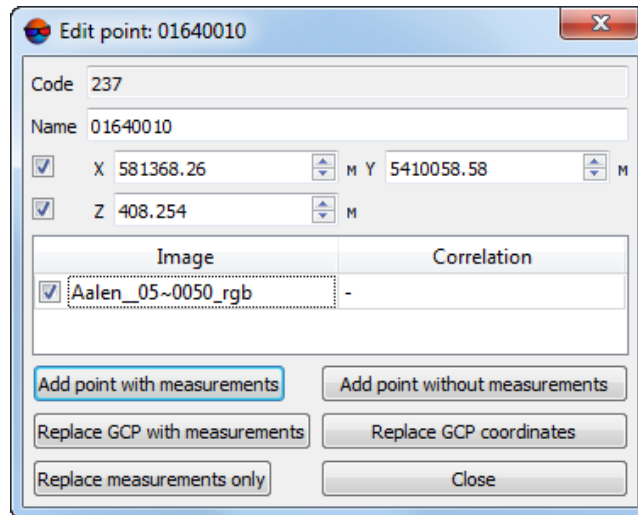 Edit point: 01640010
Code 237
Name 01640010
X 581368.26 м Y 5410058.58 м
Z 408.254 м
Image Correlation
Aalen__05~0050_rgb -
Add point with measurements Add point without measurements
Replace GCP with measurements Replace GCP coordinates
Replace measurements only Close